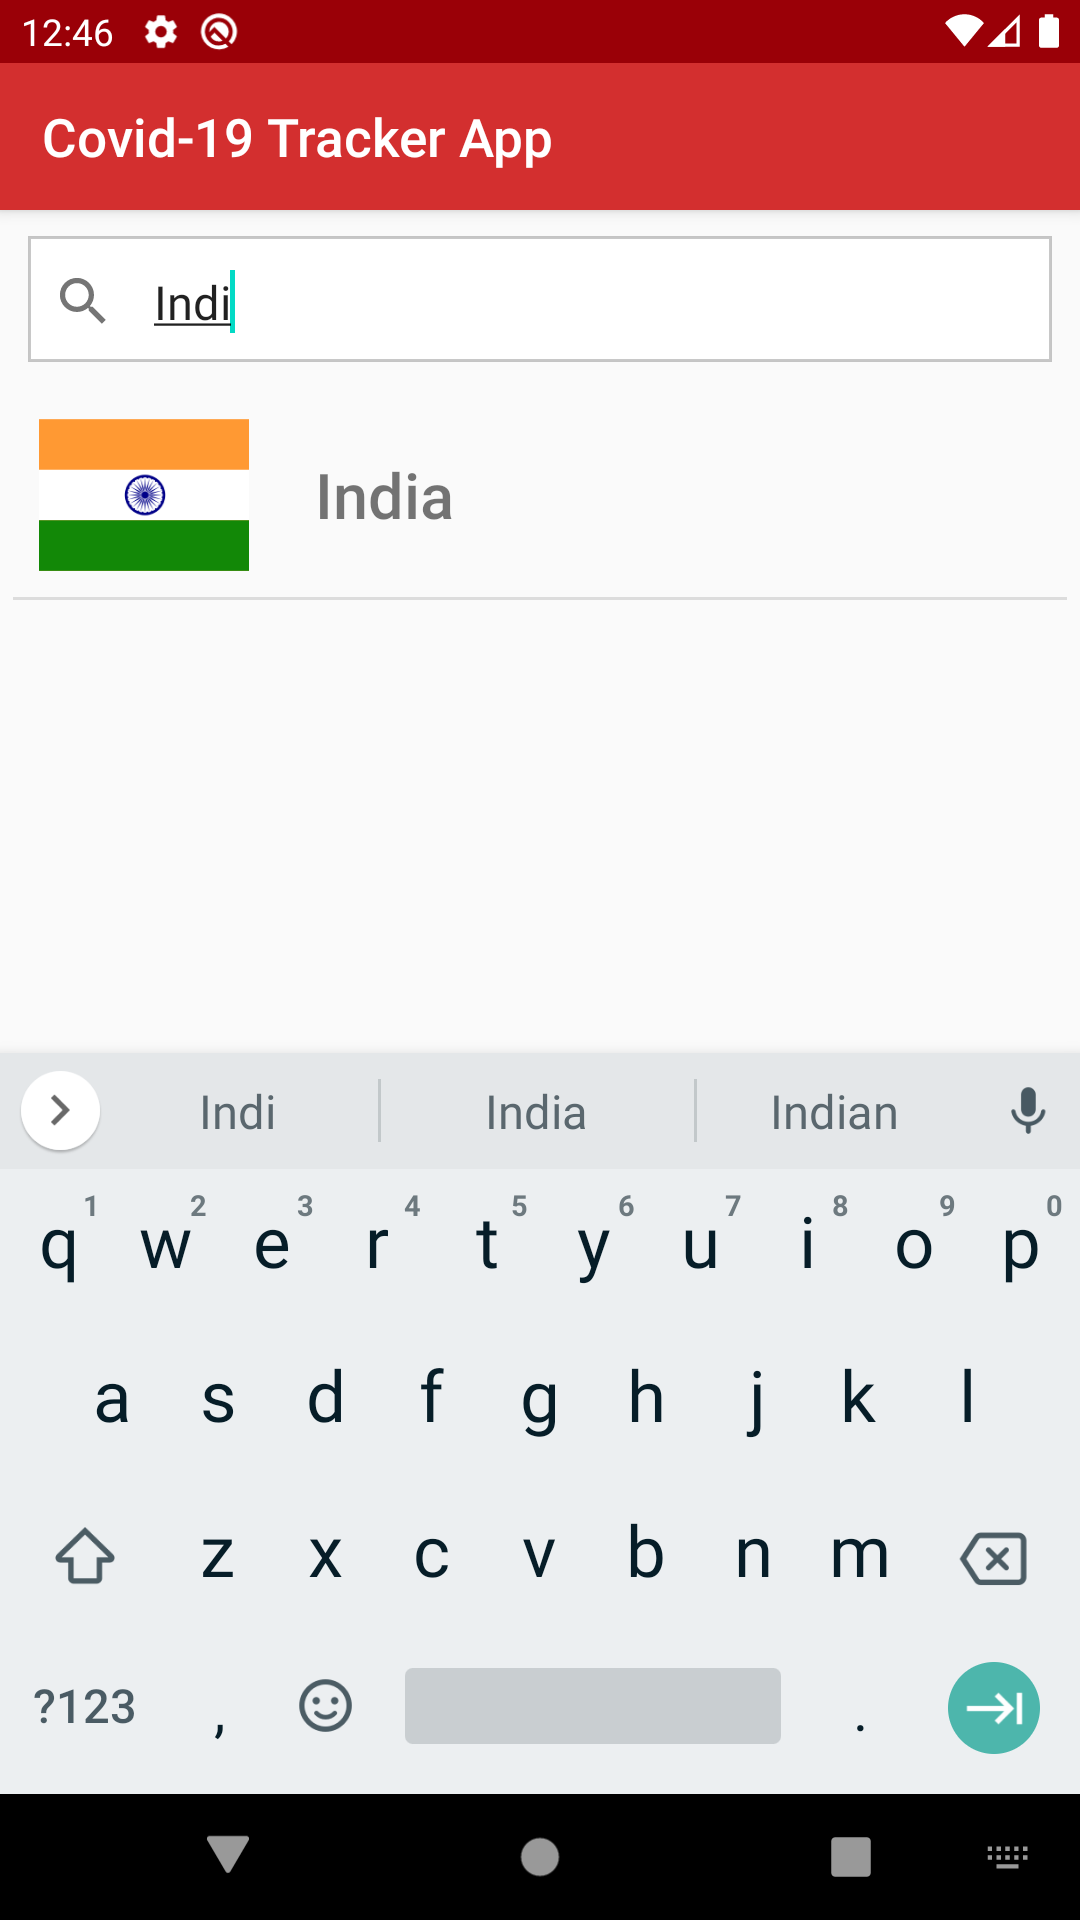 12:46
Covid-19 Tracker App
Indi
India
Indi India Indian
1 2 3 4 5 6 7 8 9 0
q w e r t y u i o p
a s d f g h j k l
z x c v b n m
?123 , .